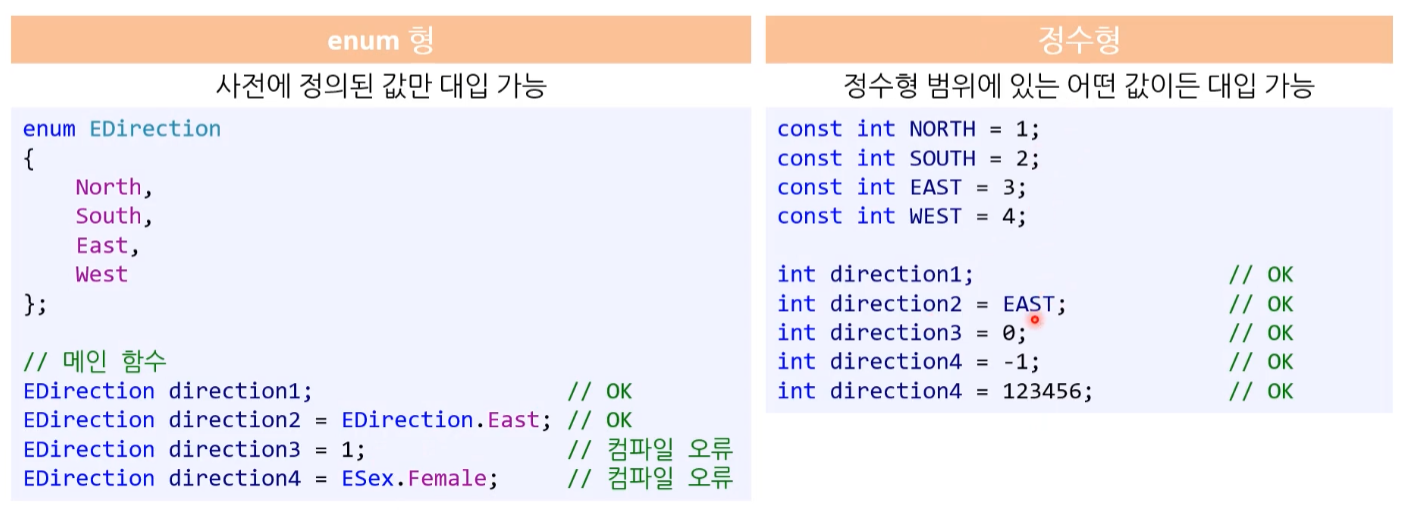 enum 형
사전에 정의된 값만 대입 가능
enum EDirection
{
    North,
    South,
    East,
    West
};

// 메인 함수
EDirection direction1;                   // OK
EDirection direction2 = EDirection.East; // OK
EDirection direction3 = 1;               // 컴파일 오류
EDirection direction4 = ESex.Female;     // 컴파일 오류
정수형
정수형 범위에 있는 어떤 값이든 대입 가능
const int NORTH = 1;
const int SOUTH = 2;
const int EAST = 3;
const int WEST = 4;

int direction1;                   // OK
int direction2 = EAST;            // OK
int direction3 = 0;               // OK
int direction4 = -1;              // OK
int direction4 = 123456;          // OK